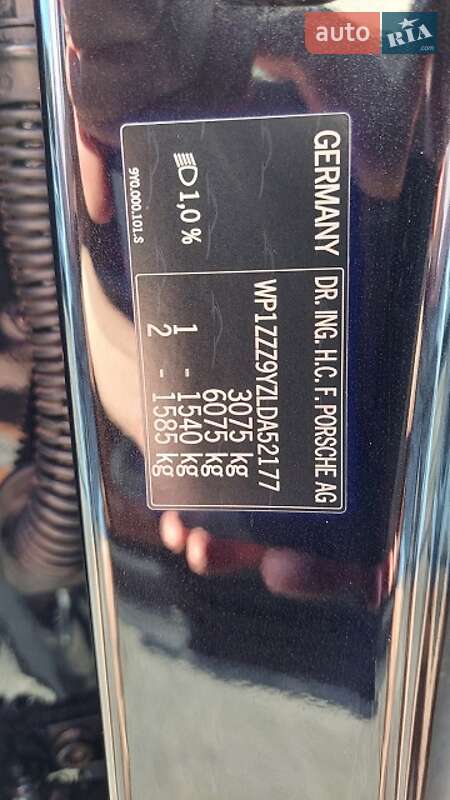 auto RIA
.com
GERMANY
DR. ING. H.C. F. PORSCHE AG
WP1ZZZ9YZLDA52177
3075 kg
6075 kg
1 - 1540 kg
2 - 1585 kg
1,0 %
9Y0.000.101.S